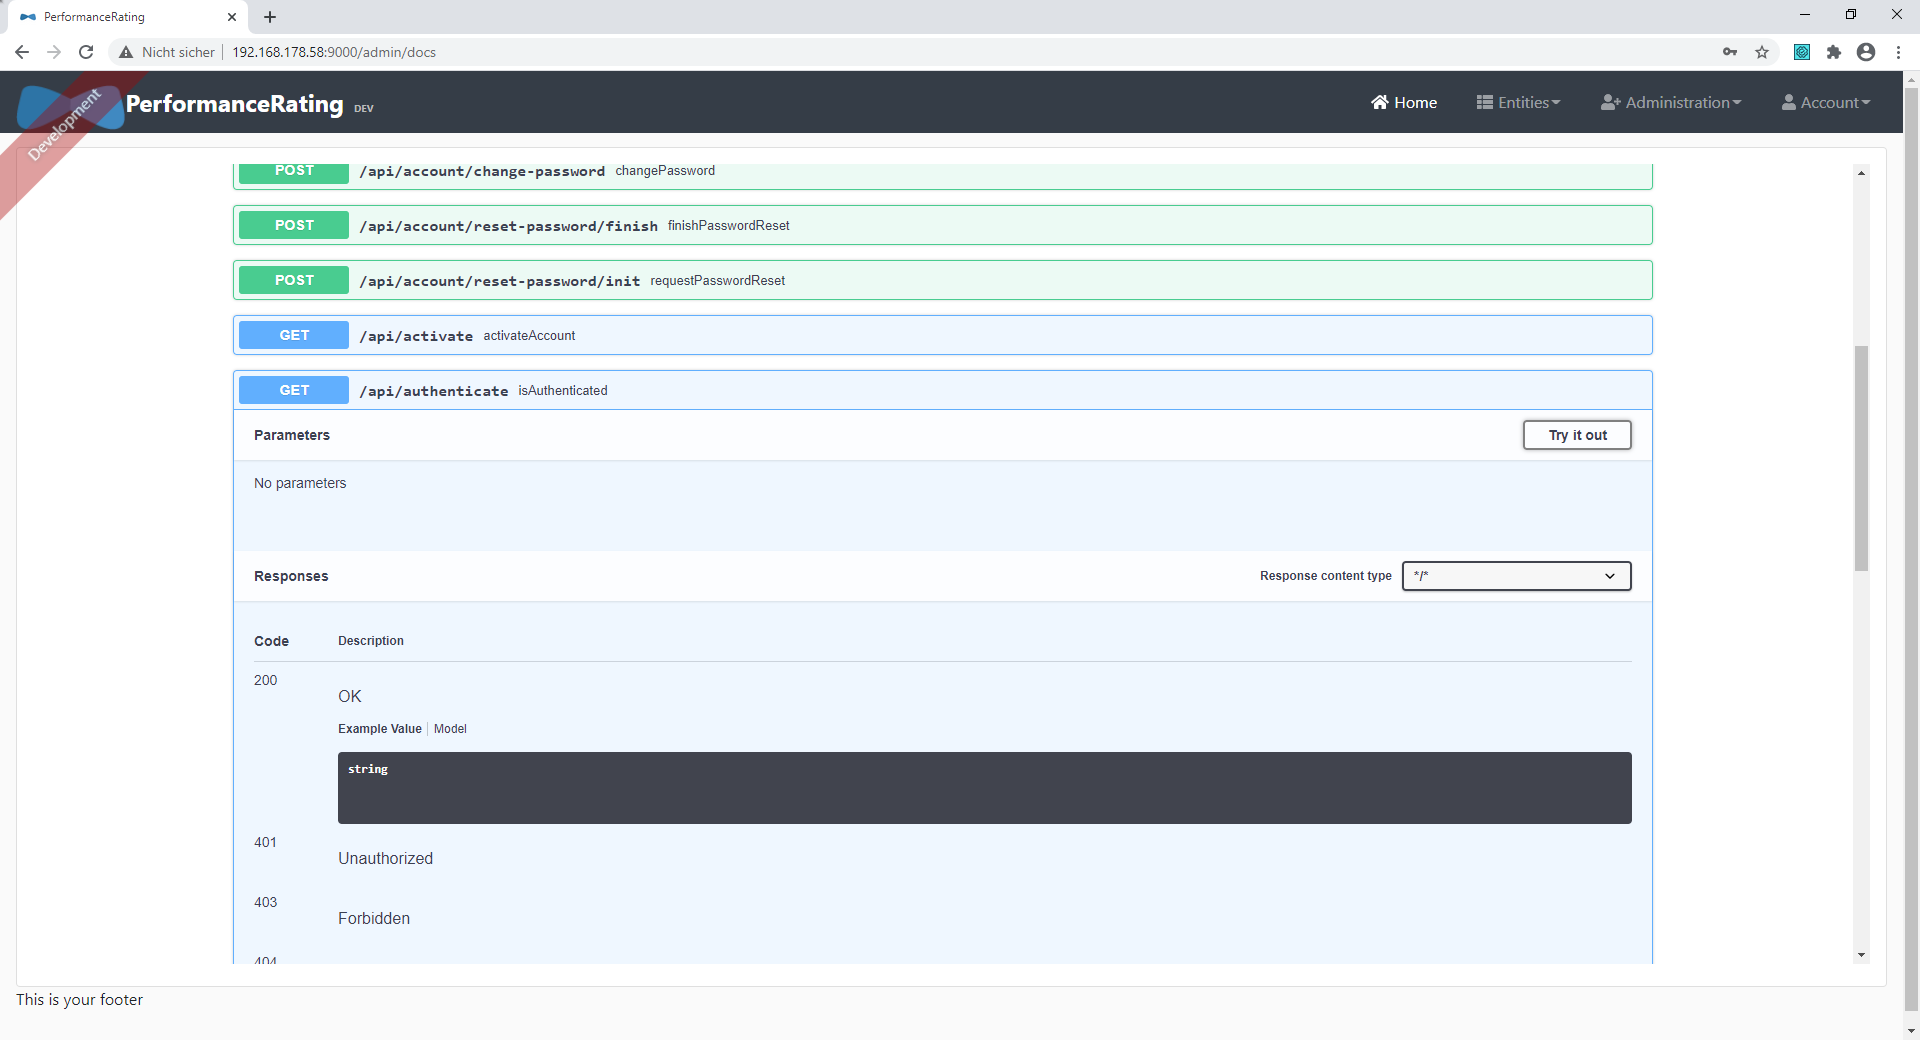 PerformanceRating
Nicht sicher 192.168.178.58:9000/admin/docs
Development
PerformanceRating DEV
Home Entities Administration Account
POST /api/account/change-password changePassword
POST /api/account/reset-password/finish finishPasswordReset
POST /api/account/reset-password/init requestPasswordReset
GET /api/activate activateAccount
GET /api/authenticate isAuthenticated
Parameters Try it out
No parameters
Responses Response content type */*
Code Description
200
OK
Example Value Model
string
401
Unauthorized
403
Forbidden
404
This is your footer